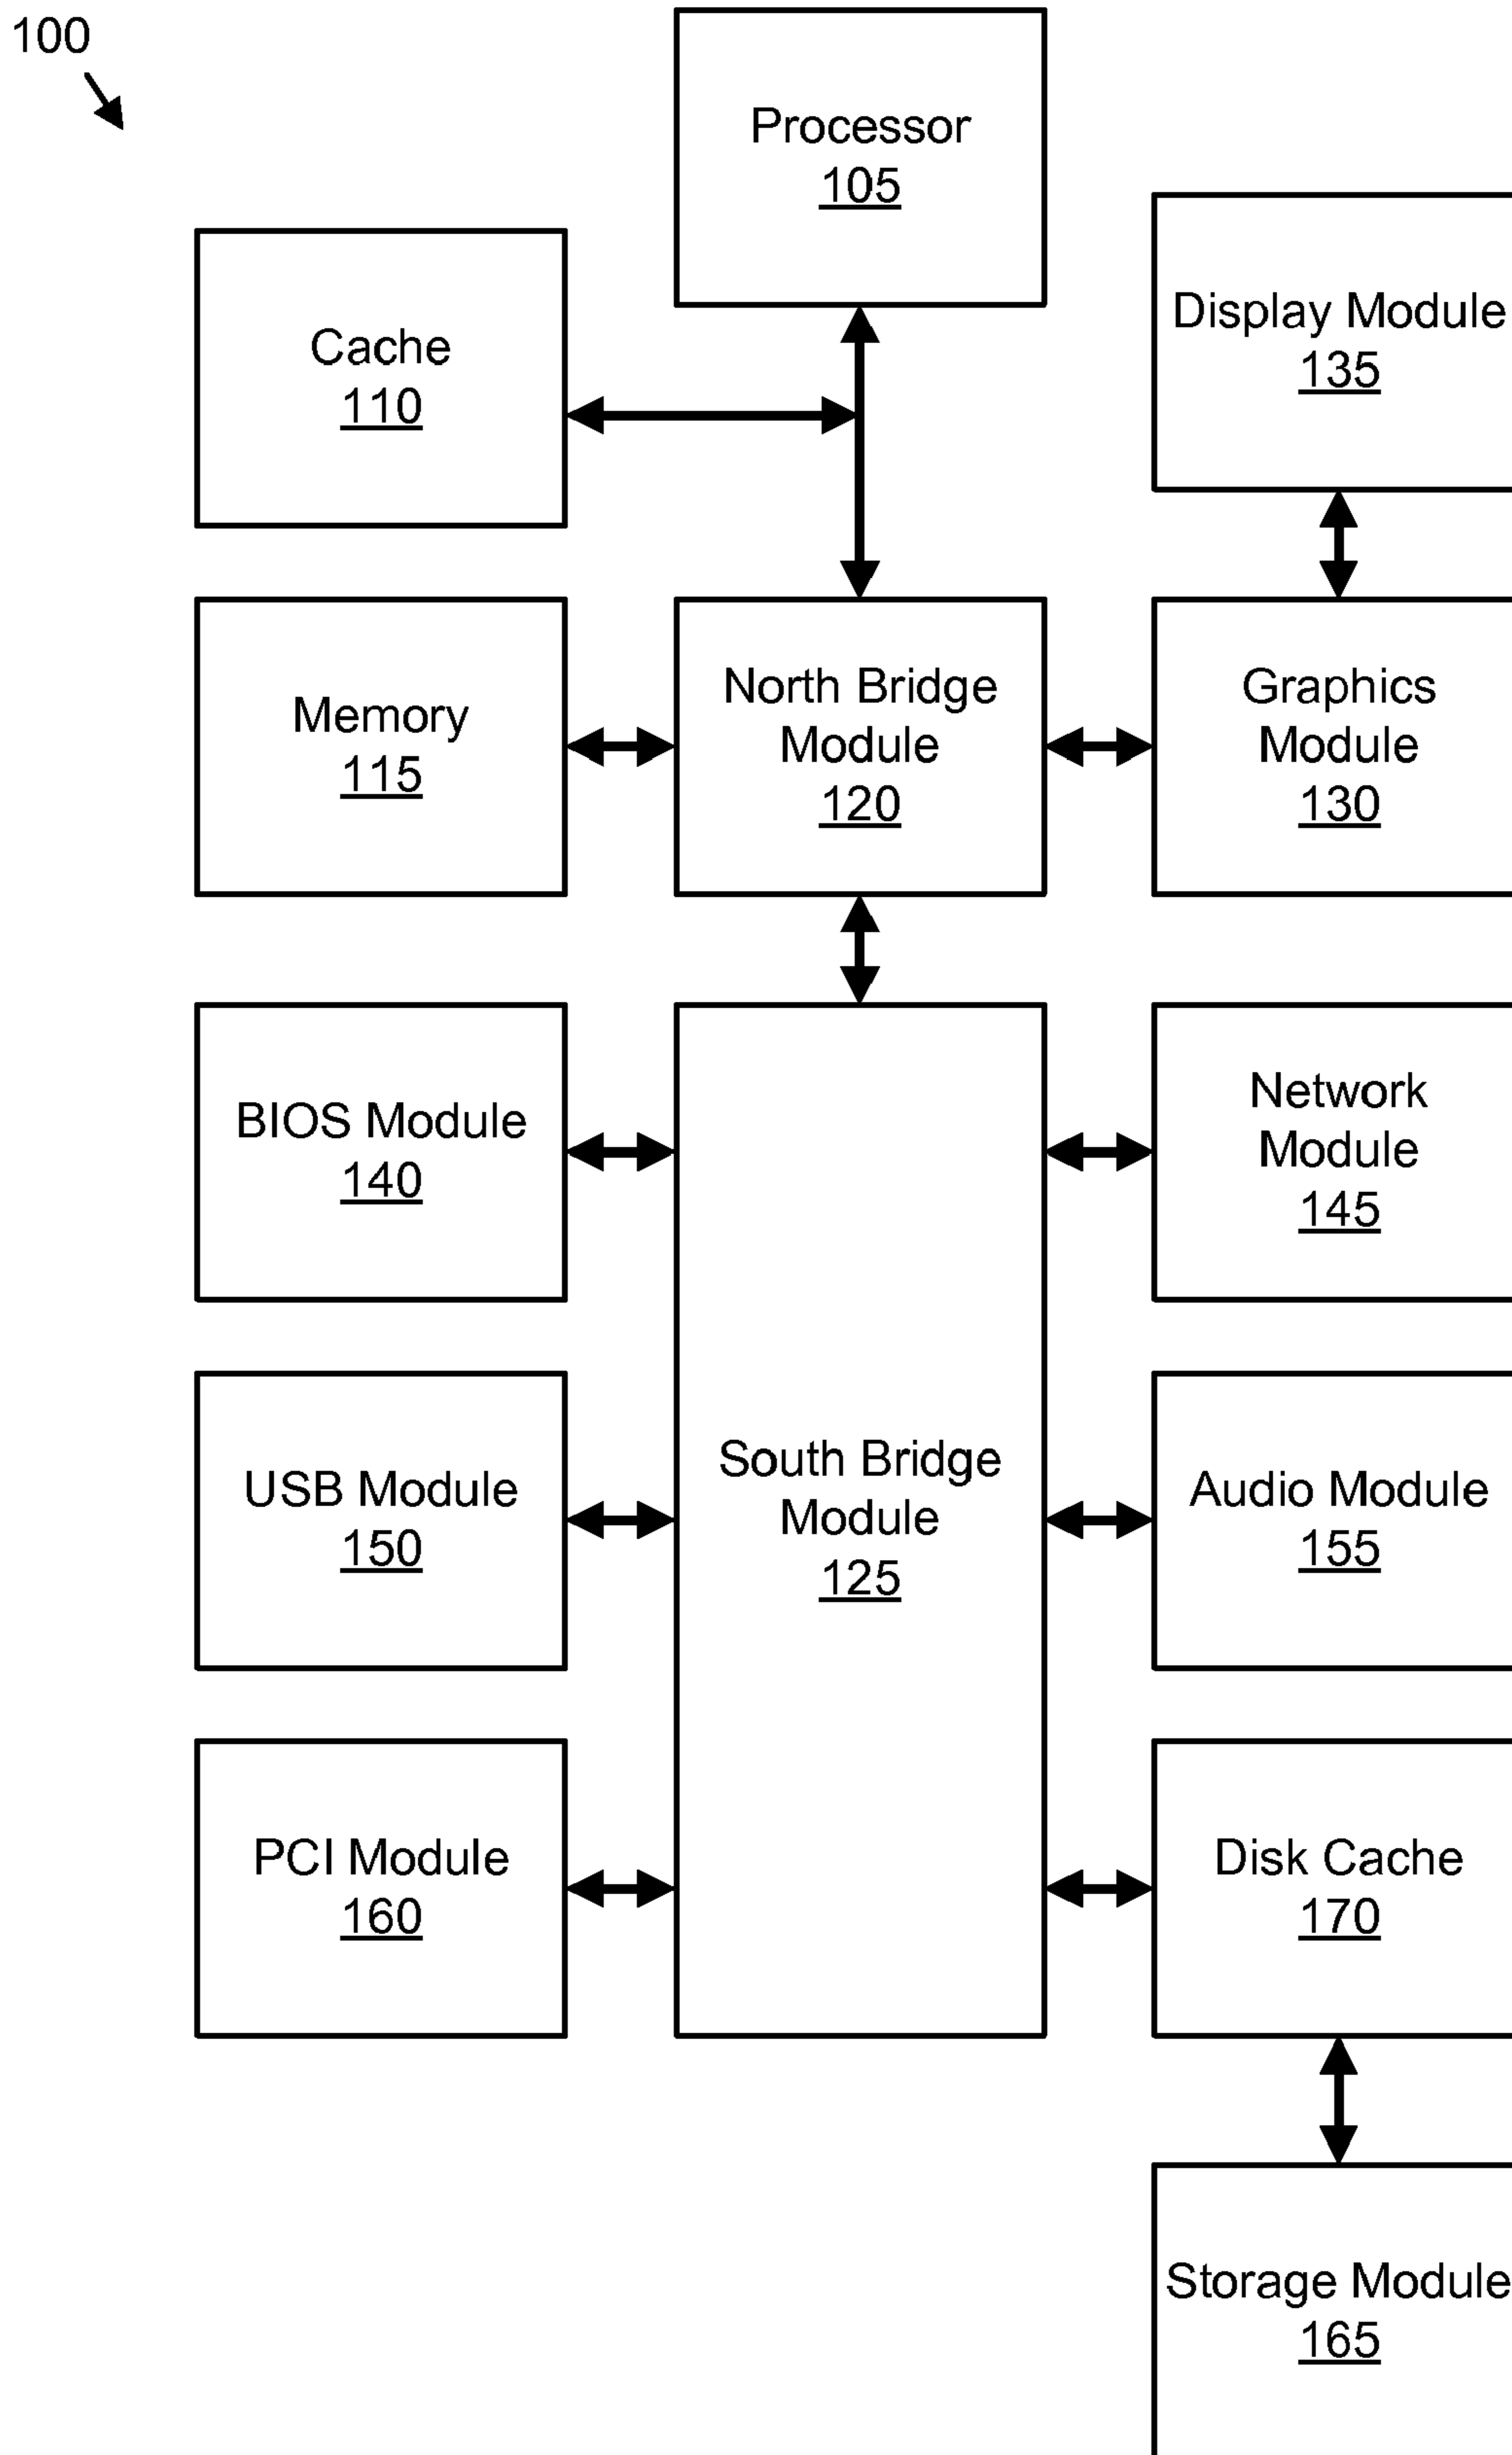 100
Processor
105
Display Module
135
Cache
110
Memory
115
North Bridge
Module
120
Graphics
Module
130
BIOS Module
140
Network
Module
145
USB Module
150
South Bridge
Module
125
Audio Module
155
PCI Module
160
Disk Cache
170
Storage Module
165